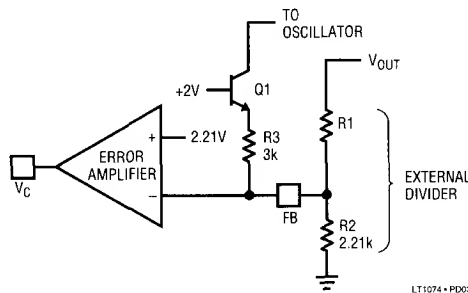 TO
OSCILLATOR
VOUT
+2V
Q1
R1
+
2.21V
R3
3k
ERROR
AMPLIFIER
VC
−
FB
EXTERNAL
DIVIDER
R2
2.21k
LT1074 • PD03